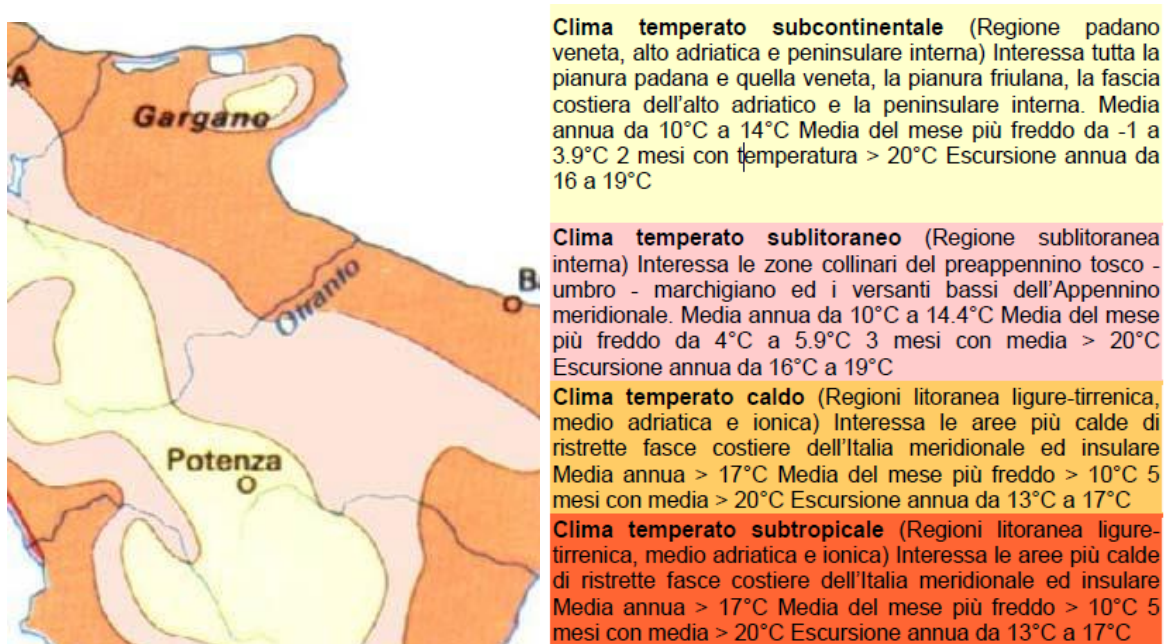 A
Gargano
B
Ofranto
Potenza
Clima temperato subcontinentale (Regione padano
veneta, alto adriatica e peninsulare interna) Interessa tutta la
pianura padana e quella veneta, la pianura friulana, la fascia
costiera dell'alto adriatico e la peninsulare interna. Media
annua da 10°C a 14°C Media del mese più freddo da -1 a
3.9°C 2 mesi con temperatura > 20°C Escursione annua da
16 a 19°C
Clima temperato sublitoraneo (Regione sublitoranea
interna) Interessa le zone collinari del preappennino tosco -
umbro - marchigiano ed i versanti bassi dell'Appennino
meridionale. Media annua da 10°C a 14.4°C Media del mese
più freddo da 4°C a 5.9°C 3 mesi con media > 20°C
Escursione annua da 16°C a 19°C
Clima temperato caldo (Regioni litoranea ligure-tirrenica,
medio adriatica e ionica) Interessa le aree più calde di
ristrette fasce costiere dell'Italia meridionale ed insulare
Media annua > 17°C Media del mese più freddo > 10°C 5
mesi con media > 20°C Escursione annua da 13°C a 17°C
Clima temperato subtropicale (Regioni litoranea ligure-
tirrenica, medio adriatica e ionica) Interessa le aree più calde
di ristrette fasce costiere dell'Italia meridionale ed insulare
Media annua > 17°C Media del mese più freddo > 10°C 5
mesi con media > 20°C Escursione annua da 13°C a 17°C